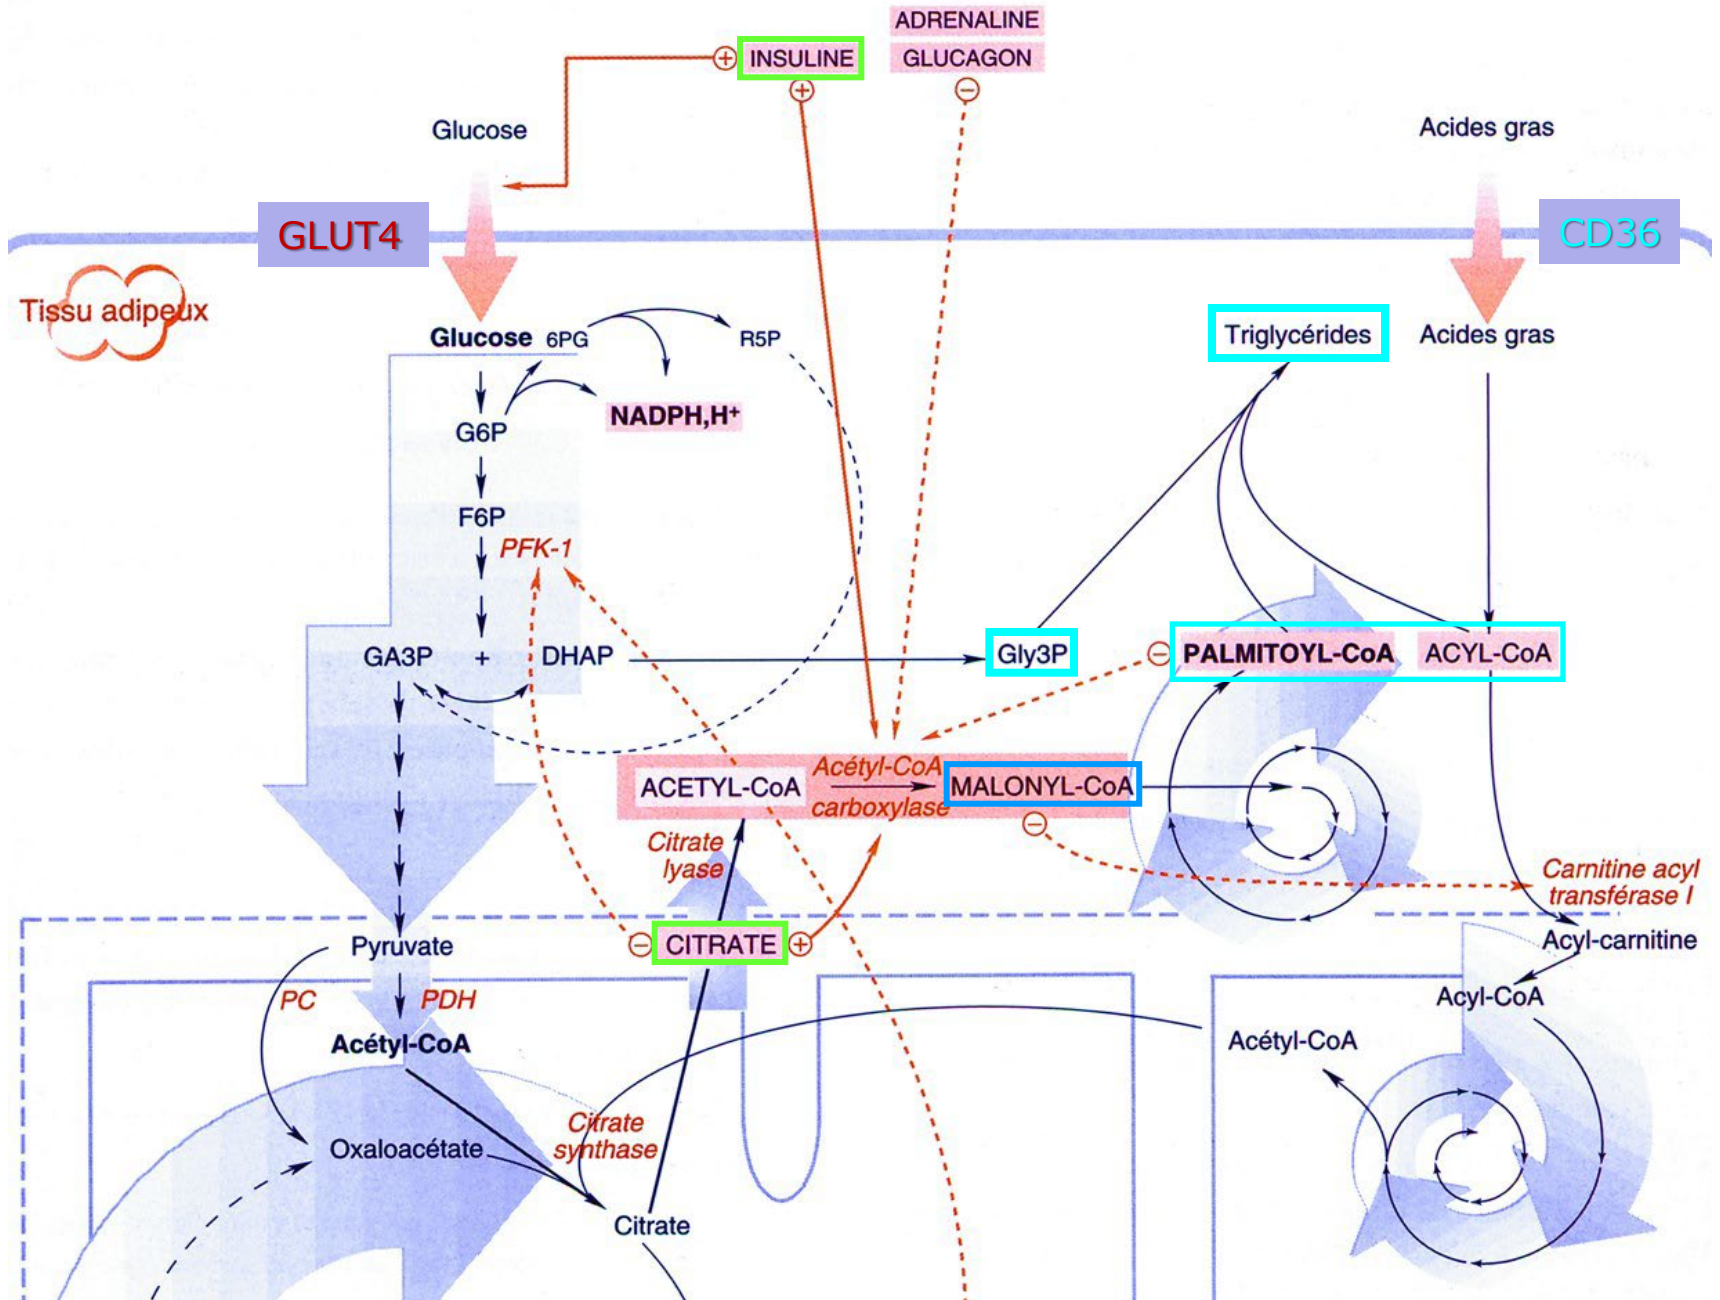 ADRENALINE
INSULINE
GLUCAGON
+
+
−
Glucose
Acides gras
GLUT4
CD36
Tissu adipeux
Glucose 6PG
R5P
Triglycérides
Acides gras
NADPH,H+
G6P
F6P
PFK-1
GA3P + DHAP
Gly3P
−
PALMITOYL-CoA
ACYL-CoA
ACETYL-CoA
Acétyl-CoA
carboxylase
MALONYL-CoA
−
Citrate
lyase
Carnitine acyl
transférase I
Pyruvate
−
CITRATE
+
Acyl-carnitine
PC
PDH
Acyl-CoA
Acétyl-CoA
Acétyl-CoA
Oxaloacétate
Citrate
synthase
Citrate